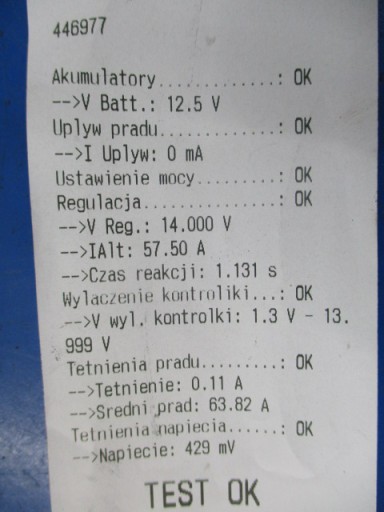 446977
Akumulatory............: OK
-->V Batt.: 12.5 V
Uplyw pradu............: OK
-->I Uplyw: 0 mA
Ustawienie mocy........: OK
Regulacja..............: OK
-->V Reg.: 14.000 V
-->IAlt: 57.50 A
-->Czas reakcji: 1.131 s
Wylaczenie kontroliki...: OK
-->V wyl. kontrolki: 1.3 V - 13.
999 V
Tetnienia pradu........: OK
-->Tetnienie: 0.11 A
-->Sredni prad: 63.82 A
Tetnienia napiecia......: OK
-->Napiecie: 429 mV
TEST OK